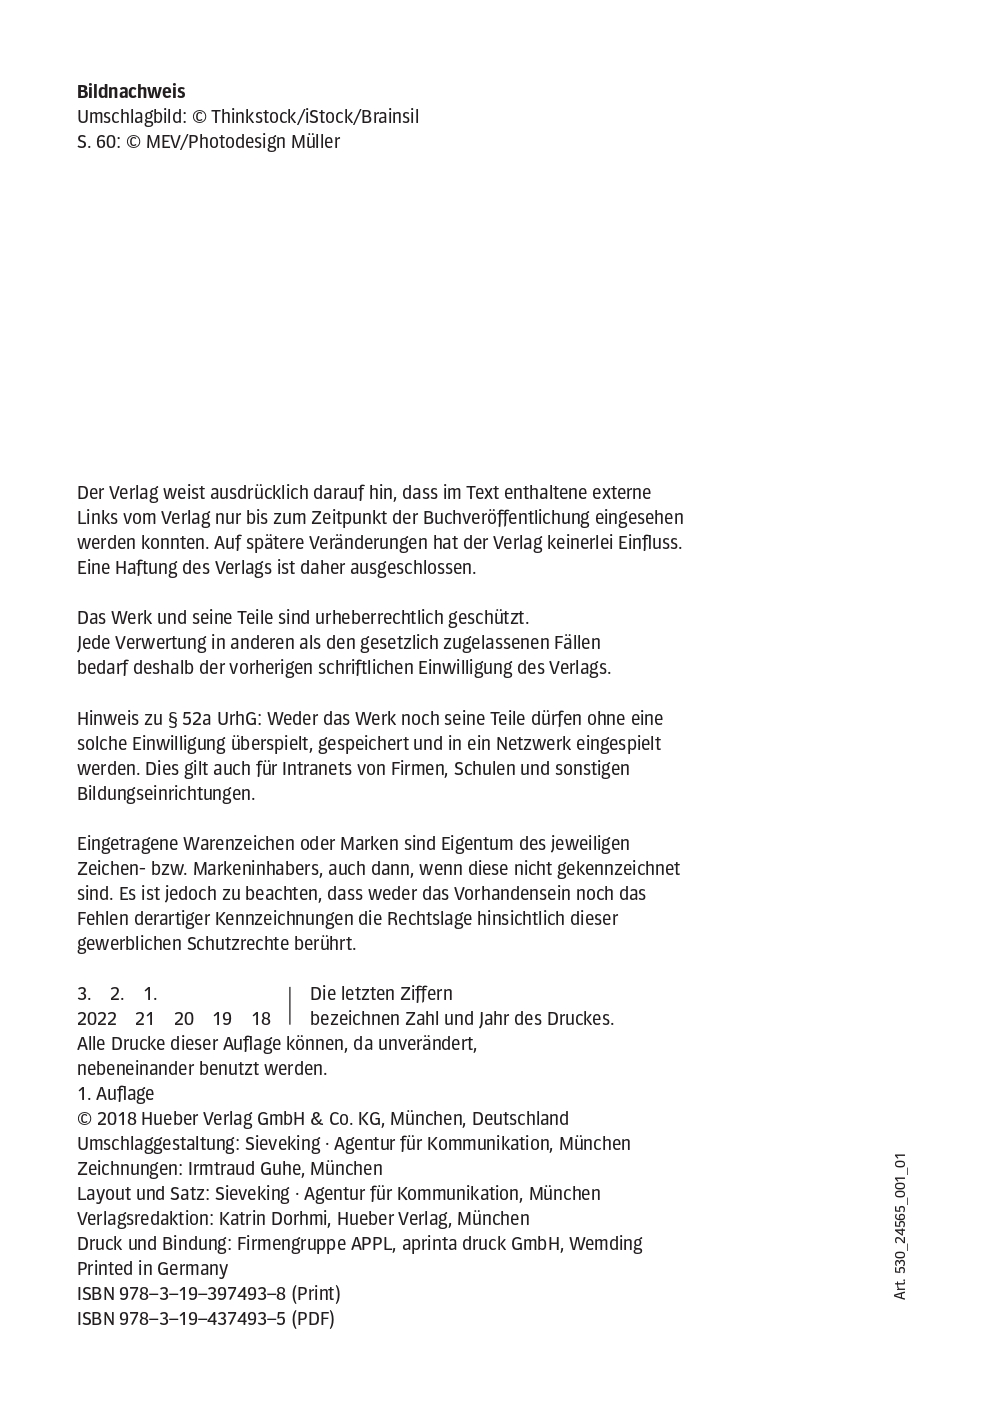 Bildnachweis
Umschlagbild: © Thinkstock/iStock/Brainsil
S. 60: © MEV/Photodesign Müller
Der Verlag weist ausdrücklich darauf hin, dass im Text enthaltene externe
Links vom Verlag nur bis zum Zeitpunkt der Buchveröffentlichung eingesehen
werden konnten. Auf spätere Veränderungen hat der Verlag keinerlei Einfluss.
Eine Haftung des Verlags ist daher ausgeschlossen.
Das Werk und seine Teile sind urheberrechtlich geschützt.
Jede Verwertung in anderen als den gesetzlich zugelassenen Fällen
bedarf deshalb der vorherigen schriftlichen Einwilligung des Verlags.
Hinweis zu § 52a UrhG: Weder das Werk noch seine Teile dürfen ohne eine
solche Einwilligung überspielt, gespeichert und in ein Netzwerk eingespielt
werden. Dies gilt auch für Intranets von Firmen, Schulen und sonstigen
Bildungseinrichtungen.
Eingetragene Warenzeichen oder Marken sind Eigentum des jeweiligen
Zeichen- bzw. Markeninhabers, auch dann, wenn diese nicht gekennzeichnet
sind. Es ist jedoch zu beachten, dass weder das Vorhandensein noch das
Fehlen derartiger Kennzeichnungen die Rechtslage hinsichtlich dieser
gewerblichen Schutzrechte berührt.
3. 2. 1. Die letzten Ziffern
2022 21 20 19 18 bezeichnen Zahl und Jahr des Druckes.
Alle Drucke dieser Auflage können, da unverändert,
nebeneinander benutzt werden.
1. Auflage
© 2018 Hueber Verlag GmbH & Co. KG, München, Deutschland
Umschlaggestaltung: Sieveking · Agentur für Kommunikation, München
Zeichnungen: Irmtraud Guhe, München
Layout und Satz: Sieveking · Agentur für Kommunikation, München
Verlagsredaktion: Katrin Dorhmi, Hueber Verlag, München
Druck und Bindung: Firmengruppe APPL, aprinta druck GmbH, Wemding
Printed in Germany
ISBN 978–3–19–397493–8 (Print)
ISBN 978–3–19–437493–5 (PDF)
Art. 530_24565_001_01